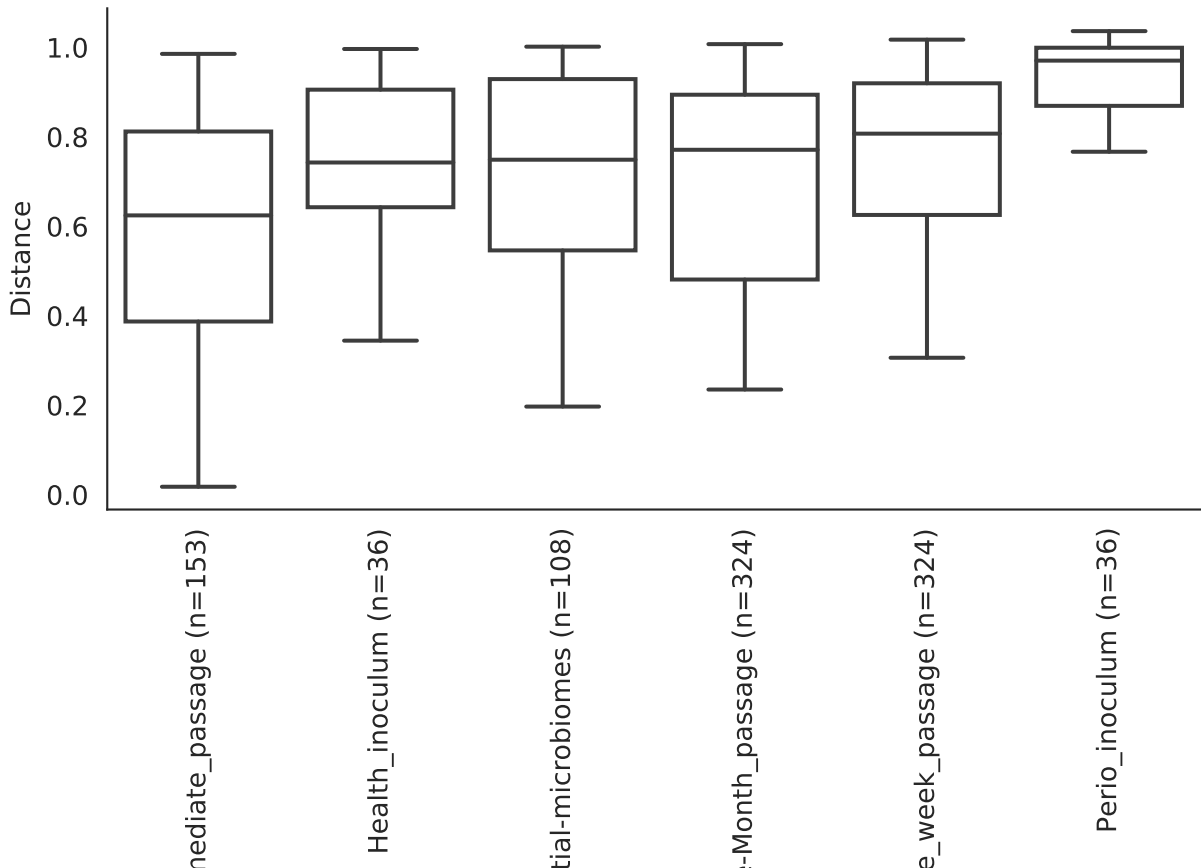 Distance
1.0
0.8
0.6
0.4
0.2
0.0
mediate_passage (n=153)
Health_inoculum (n=36)
tial-microbiomes (n=108)
e-Month_passage (n=324)
e_week_passage (n=324)
Perio_inoculum (n=36)